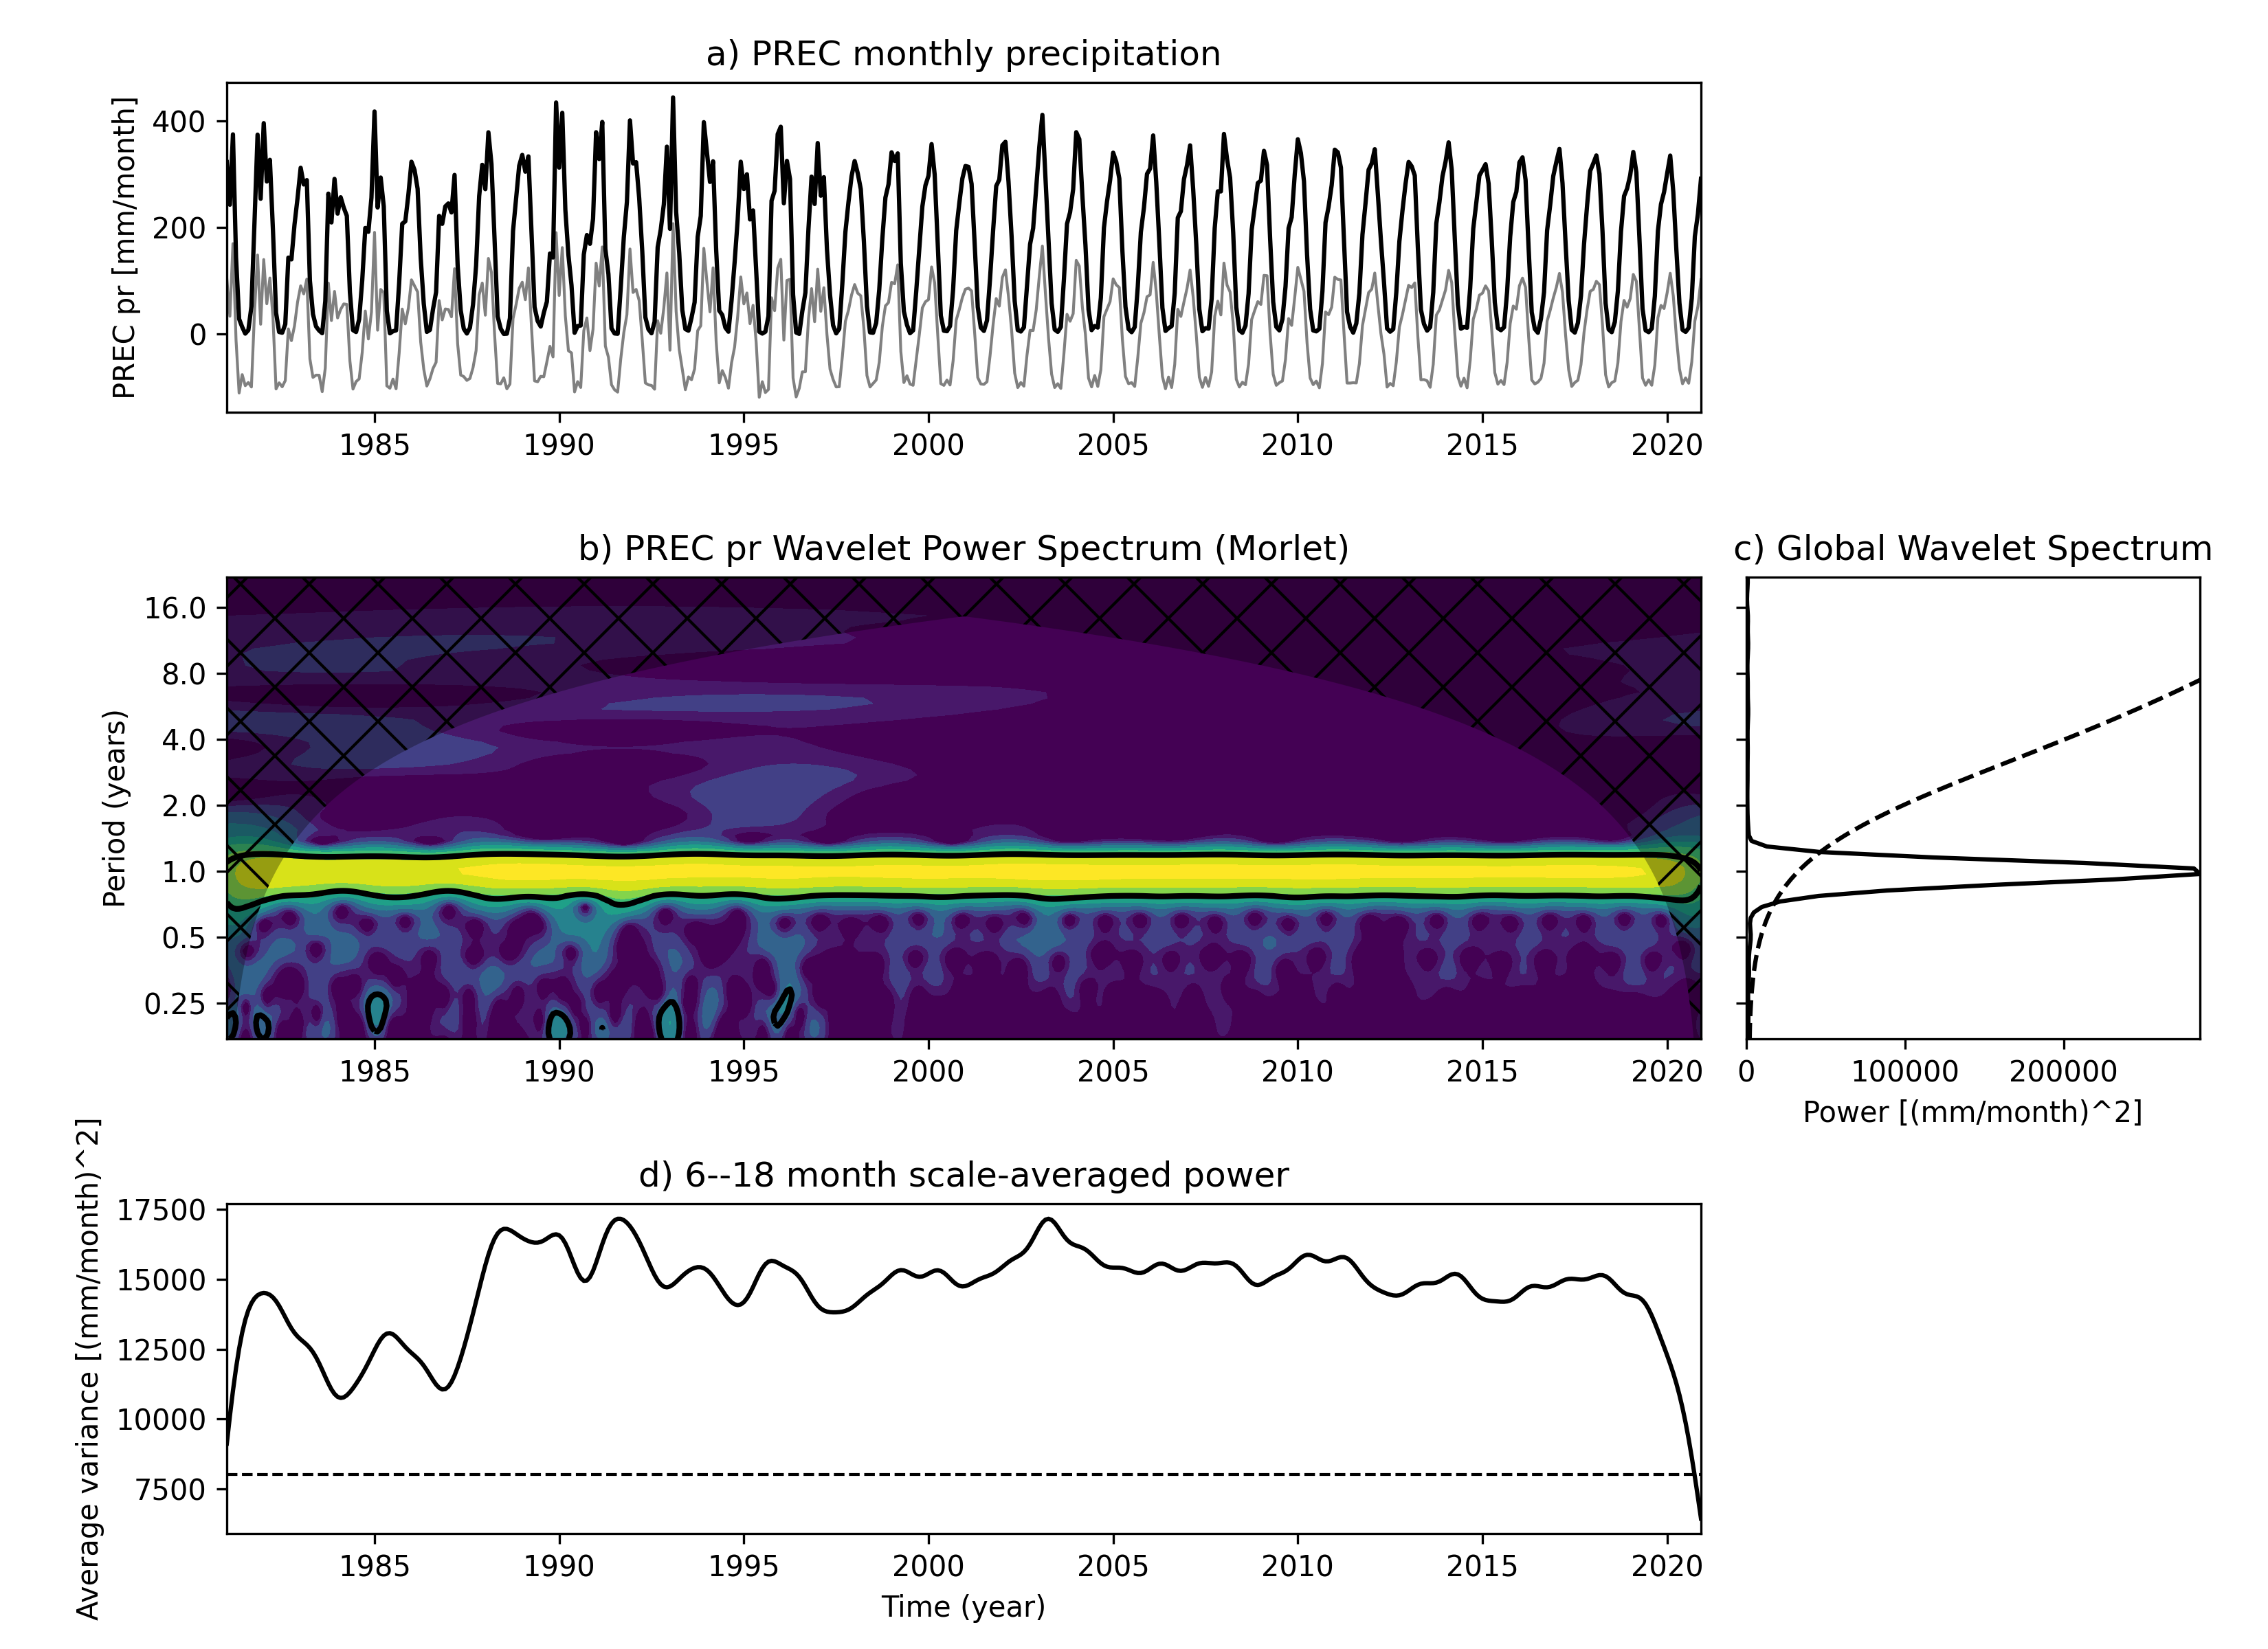 a) PREC monthly precipitation
PREC pr [mm/month]
400
200
0
1985 1990 1995 2000 2005 2010 2015 2020
b) PREC pr Wavelet Power Spectrum (Morlet)
Period (years)
16.0
8.0
4.0
2.0
1.0
0.5
0.25
1985 1990 1995 2000 2005 2010 2015 2020
c) Global Wavelet Spectrum
0 100000 200000
Power [(mm/month)^2]
d) 6--18 month scale-averaged power
Average variance [(mm/month)^2]
17500
15000
12500
10000
7500
1985 1990 1995 2000 2005 2010 2015 2020
Time (year)